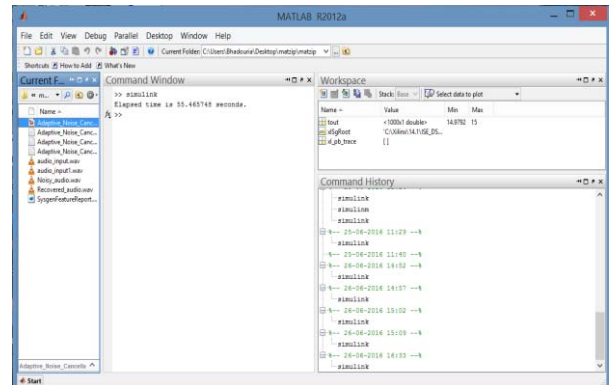 MATLAB R2012a
File Edit View Debug Parallel Desktop Window Help
Current Folder: C:\Users\Bhadouria\Desktop\matzip\matzip
Shortcuts How to Add What's New
Current F...
« m...
Name
Adaptive_Noise_Canc...
Adaptive_Noise_Canc...
Adaptive_Noise_Canc...
Adaptive_Noise_Canc...
audio_input.wav
audio_input1.wav
Noisy_audio.wav
Recovered_audio.wav
SysgenFeatureReport...
Adaptive_Noise_Cancella
Command Window
>> simulink
Elapsed time is 55.465748 seconds.
fx >>
Workspace
Stack: Base
Select data to plot
Name Value Min Max
tout <1000x1 double> 14.9792 15
xlSgRoot 'C:\Xilinx\14.1\ISE_DS...
xl_pb_trace []
Command History
simulink
simulinm
simulink
%-- 25-06-2016 11:29 --%
simulink
%-- 25-06-2016 11:40 --%
%-- 26-06-2016 14:52 --%
simulink
%-- 26-06-2016 14:57 --%
simulink
%-- 26-06-2016 15:02 --%
simulink
%-- 26-06-2016 15:09 --%
simulink
%-- 26-06-2016 16:33 --%
simulink
Start